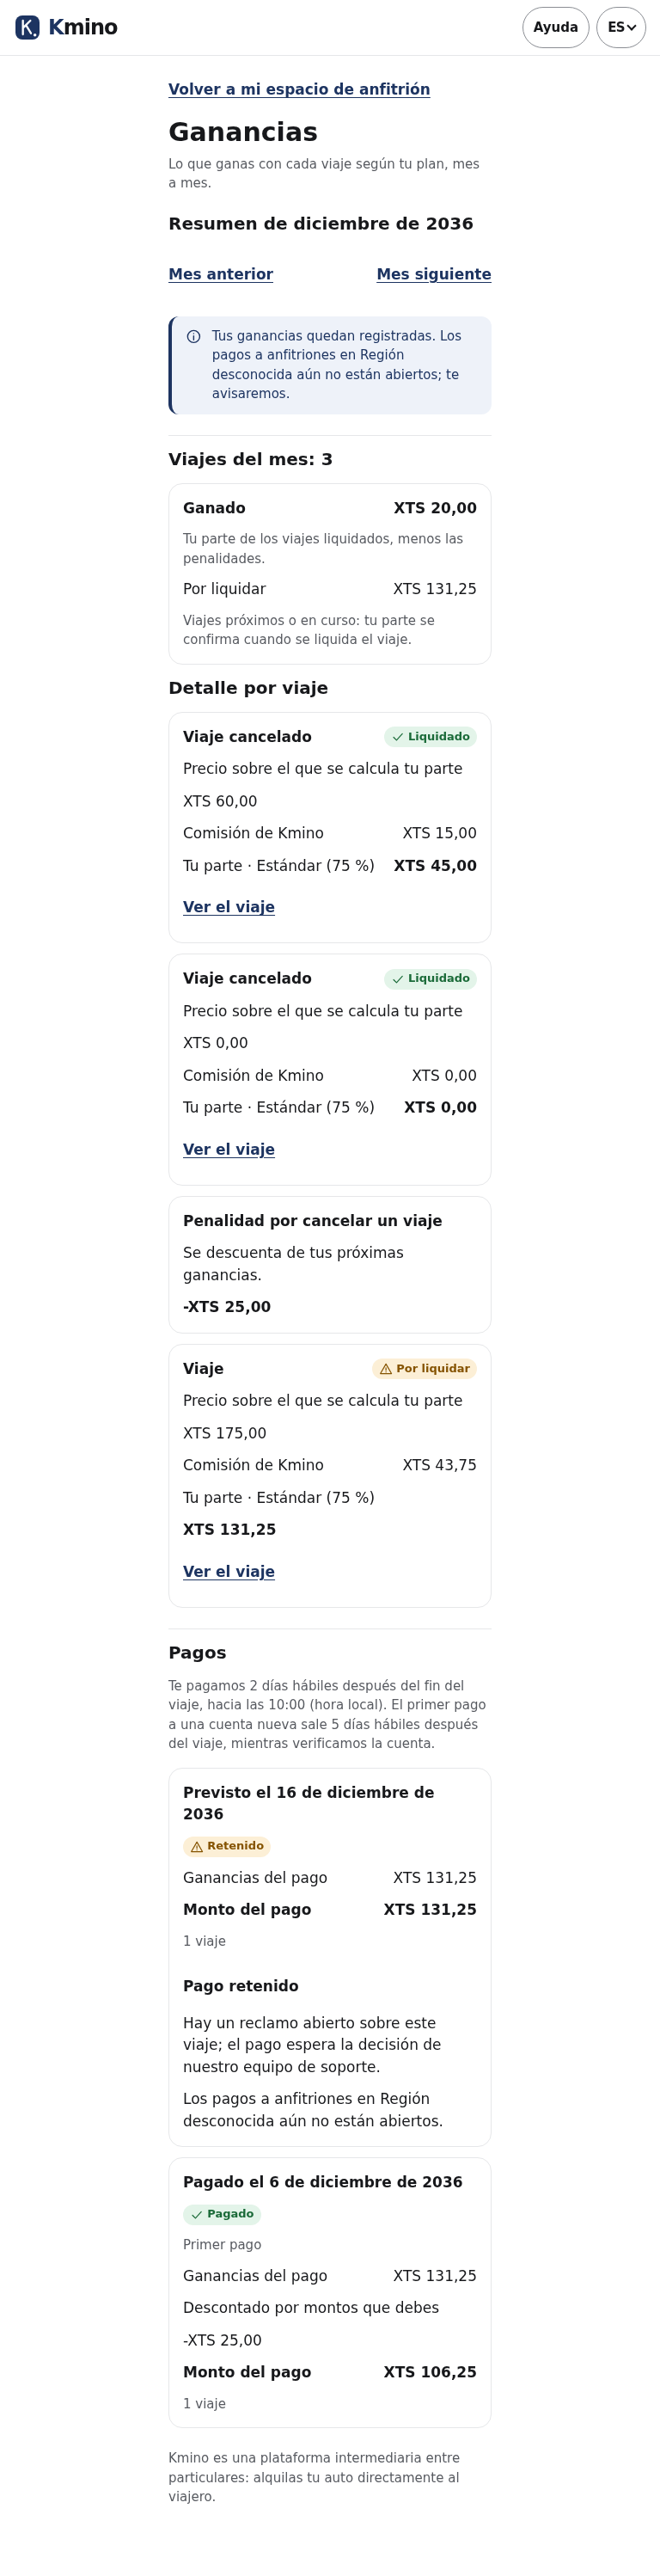 Kmino
Ayuda
ES
Volver a mi espacio de anfitrión
Ganancias
Lo que ganas con cada viaje según tu plan, mes
a mes.
Resumen de diciembre de 2036
Mes anterior
Mes siguiente
Tus ganancias quedan registradas. Los
pagos a anfitriones en Región
desconocida aún no están abiertos; te
avisaremos.
Viajes del mes: 3
Ganado XTS 20,00
Tu parte de los viajes liquidados, menos las
penalidades.
Por liquidar XTS 131,25
Viajes próximos o en curso: tu parte se
confirma cuando se liquida el viaje.
Detalle por viaje
Viaje cancelado Liquidado
Precio sobre el que se calcula tu parte
XTS 60,00
Comisión de Kmino XTS 15,00
Tu parte · Estándar (75 %) XTS 45,00
Ver el viaje
Viaje cancelado Liquidado
Precio sobre el que se calcula tu parte
XTS 0,00
Comisión de Kmino XTS 0,00
Tu parte · Estándar (75 %) XTS 0,00
Ver el viaje
Penalidad por cancelar un viaje
Se descuenta de tus próximas
ganancias.
-XTS 25,00
Viaje Por liquidar
Precio sobre el que se calcula tu parte
XTS 175,00
Comisión de Kmino XTS 43,75
Tu parte · Estándar (75 %)
XTS 131,25
Ver el viaje
Pagos
Te pagamos 2 días hábiles después del fin del
viaje, hacia las 10:00 (hora local). El primer pago
a una cuenta nueva sale 5 días hábiles después
del viaje, mientras verificamos la cuenta.
Previsto el 16 de diciembre de
2036
Retenido
Ganancias del pago XTS 131,25
Monto del pago XTS 131,25
1 viaje
Pago retenido
Hay un reclamo abierto sobre este
viaje; el pago espera la decisión de
nuestro equipo de soporte.
Los pagos a anfitriones en Región
desconocida aún no están abiertos.
Pagado el 6 de diciembre de 2036
Pagado
Primer pago
Ganancias del pago XTS 131,25
Descontado por montos que debes
-XTS 25,00
Monto del pago XTS 106,25
1 viaje
Kmino es una plataforma intermediaria entre
particulares: alquilas tu auto directamente al
viajero.